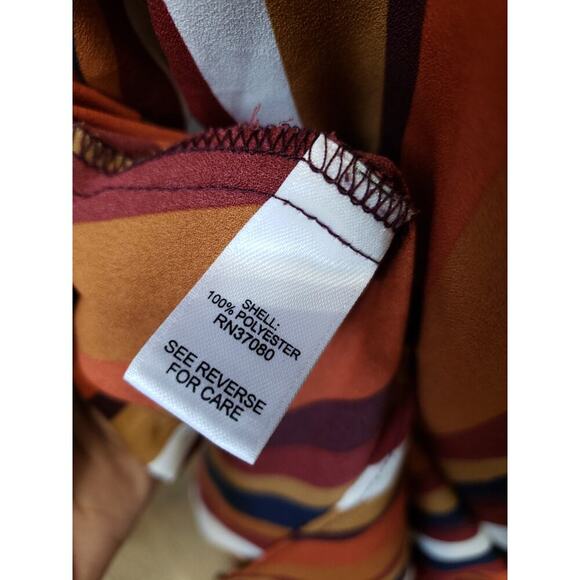 SHELL:
100% POLYESTER
RN37080
SEE REVERSE
FOR CARE